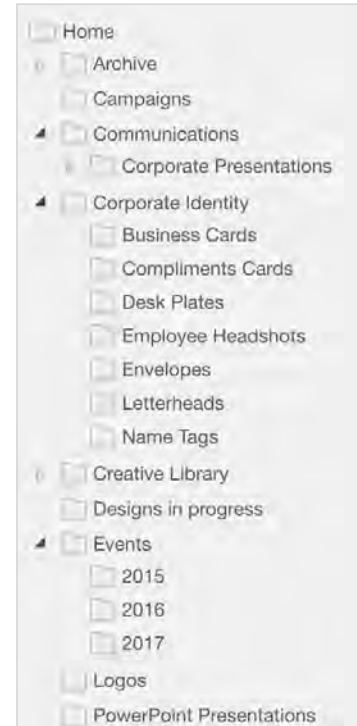 Home
Archive
Campaigns
Communications
Corporate Presentations
Corporate Identity
Business Cards
Compliments Cards
Desk Plates
Employee Headshots
Envelopes
Letterheads
Name Tags
Creative Library
Designs in progress
Events
2015
2016
2017
Logos
PowerPoint Presentations